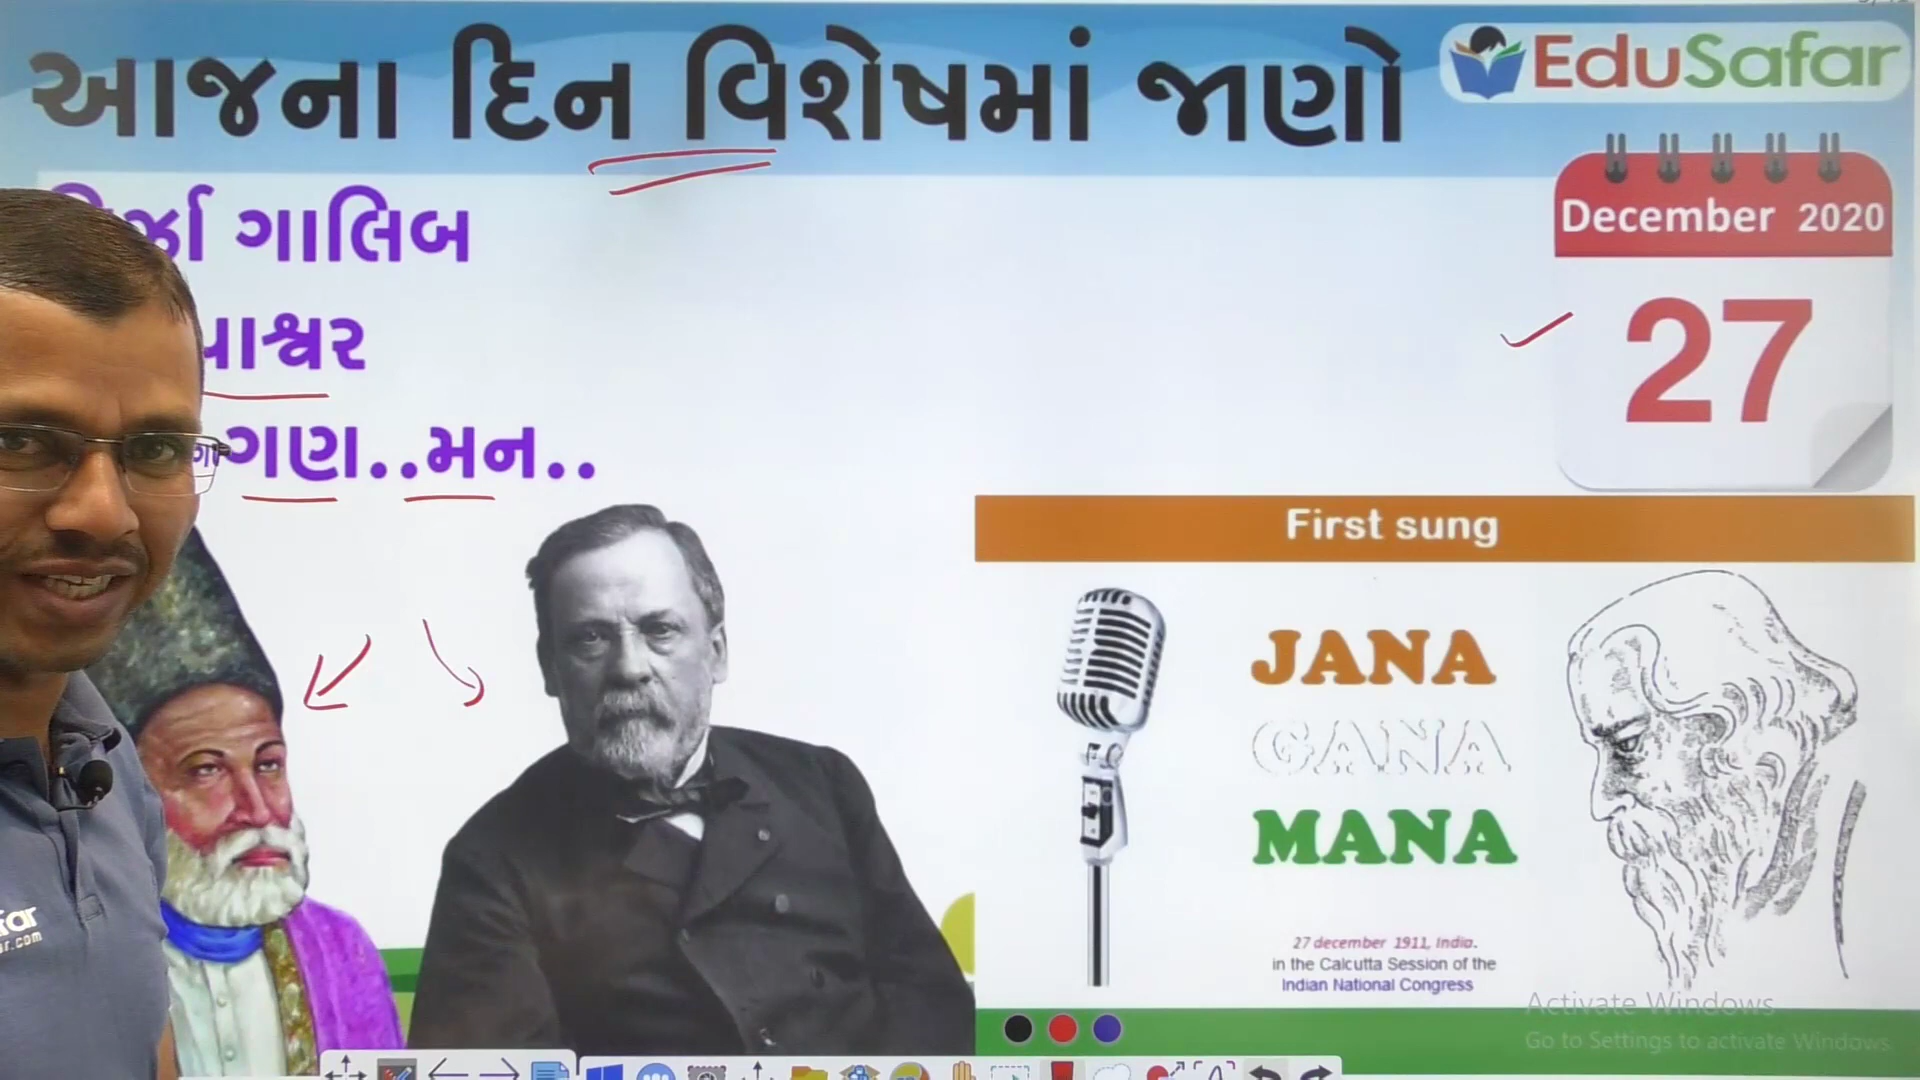 આજના દિન વિશેષમાં જાણો
EduSafar
December 2020
27
ગાલિબ
ગણ..મન..
First sung
JANA
GANA
MANA
27 december 1911, India.
in the Calcutta Session of the
Indian National Congress
Activate Windows
Go to Settings to activate Windows.